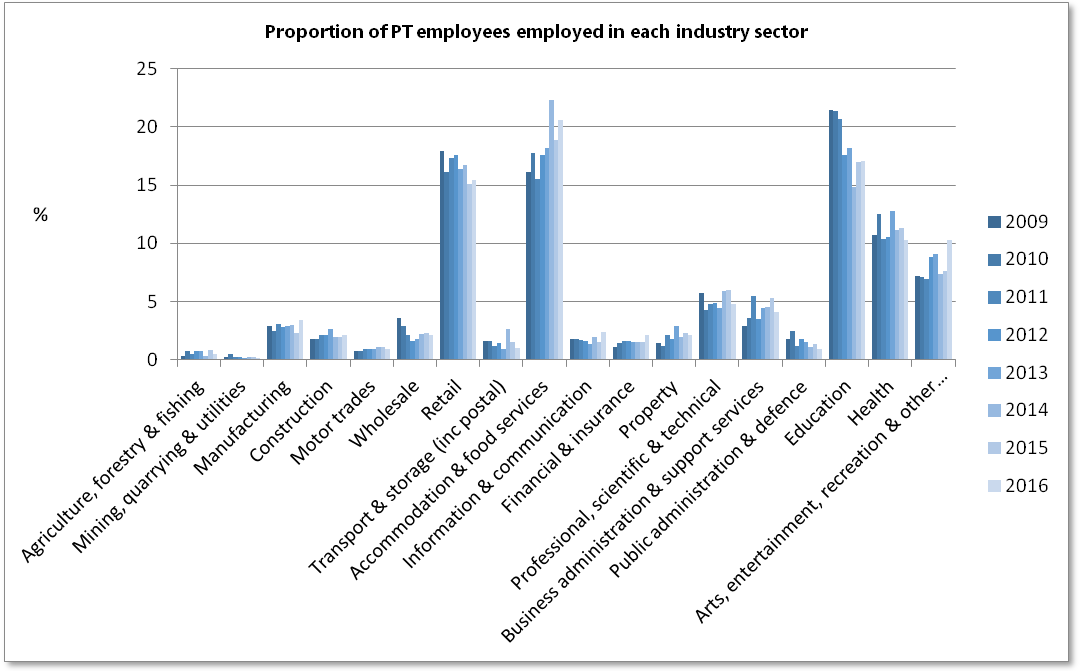 Proportion of PT employees employed in each industry sector
25
20
15
10
5
0
%
Agriculture, forestry & fishing
Mining, quarrying & utilities
Manufacturing
Construction
Motor trades
Wholesale
Retail
Transport & storage (inc postal)
Accommodation & food services
Information & communication
Financial & insurance
Property
Professional, scientific & technical
Business administration & support services
Public administration & defence
Education
Health
Arts, entertainment, recreation & other...
2009
2010
2011
2012
2013
2014
2015
2016